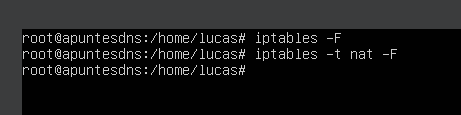 root@apuntesdns:/home/lucas# iptables -F
root@apuntesdns:/home/lucas# iptables -t nat -F
root@apuntesdns:/home/lucas#